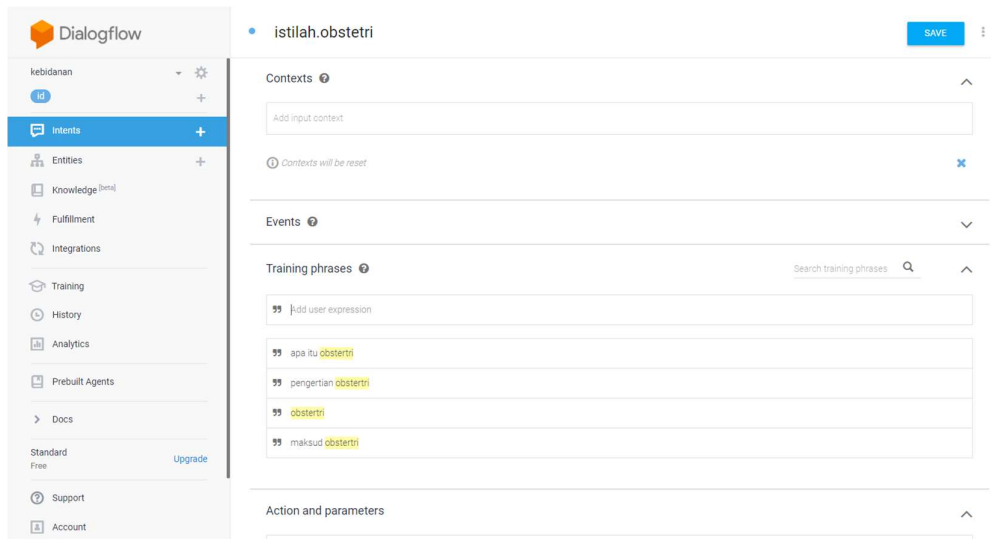 Dialogflow
kebidanan
id
Intents
Entities
Knowledge [beta]
Fulfillment
Integrations
Training
History
Analytics
Prebuilt Agents
Docs
Standard
Free
Upgrade
Support
Account
istilah.obstetri
SAVE
Contexts
Add input context
Contexts will be reset
Events
Training phrases
Search training phrases
Add user expression
apa itu obstertri
pengertian obstertri
obstertri
maksud obstertri
Action and parameters